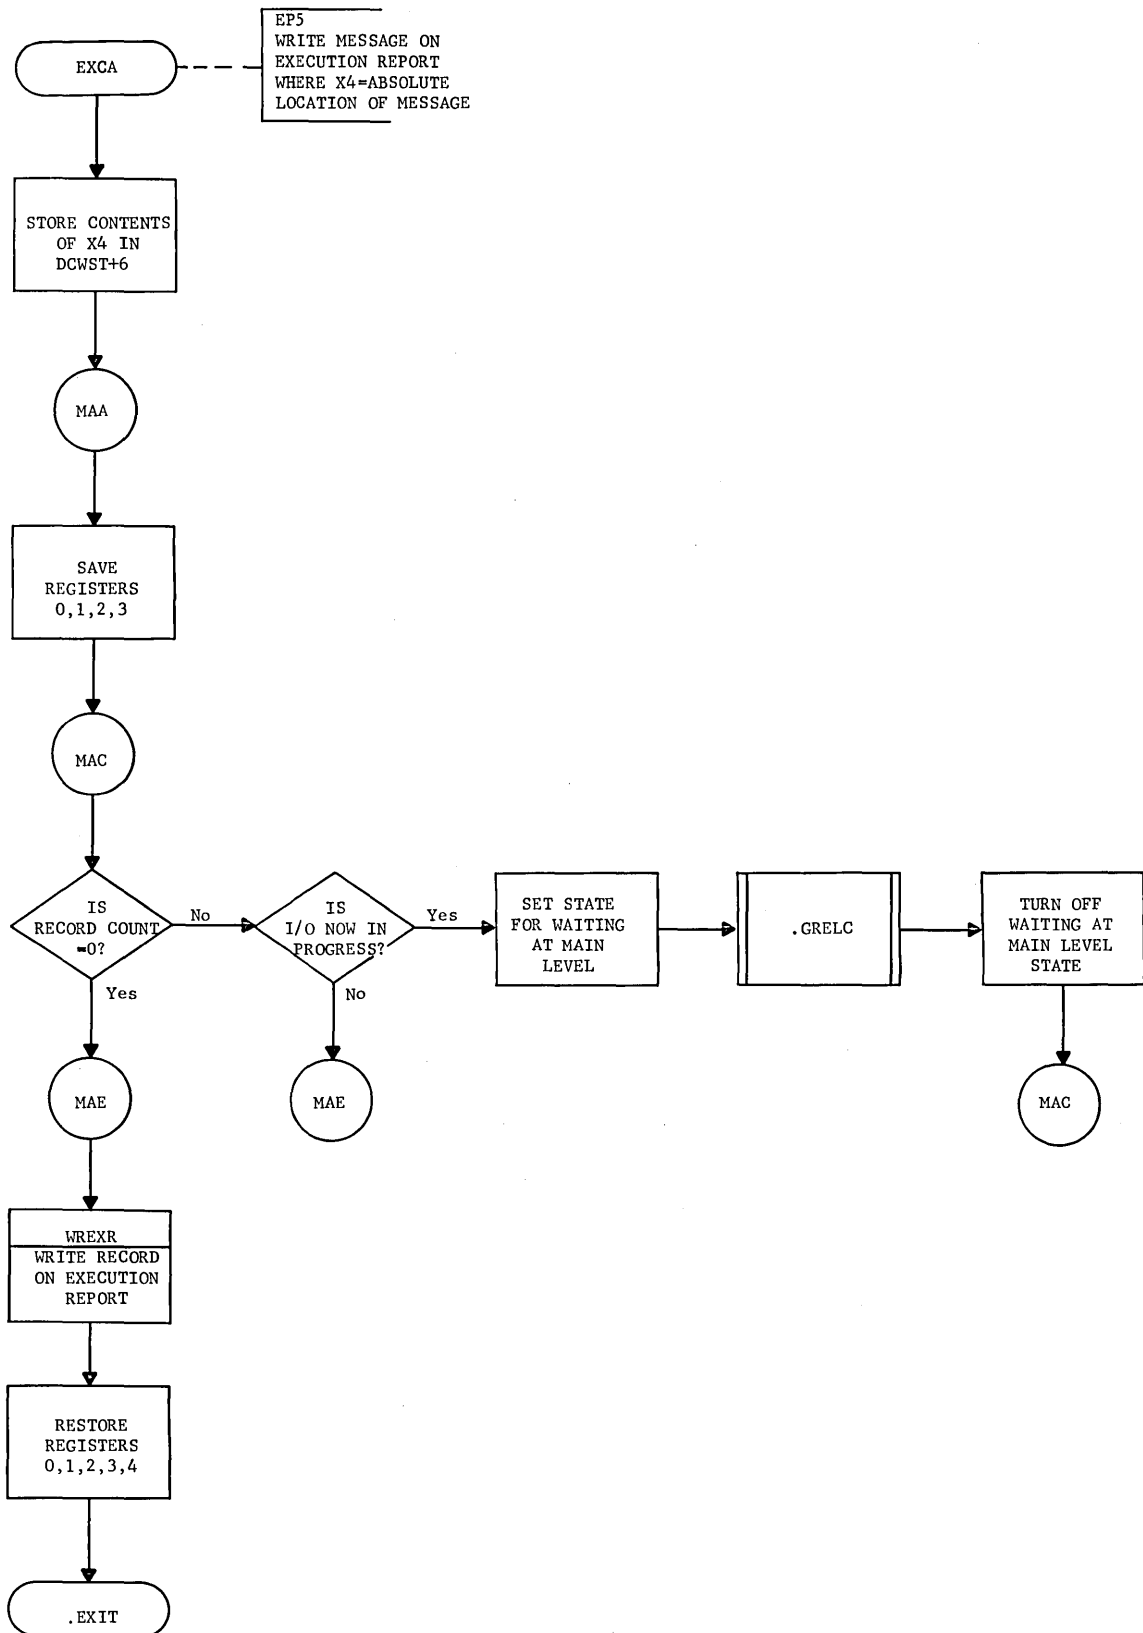 EXCA
EP5
WRITE MESSAGE ON
EXECUTION REPORT
WHERE X4=ABSOLUTE
LOCATION OF MESSAGE
STORE CONTENTS
OF X4 IN
DCWST+6
MAA
SAVE
REGISTERS
0,1,2,3
MAC
IS
RECORD COUNT
=0?
No
Yes
IS
I/O NOW IN
PROGRESS?
Yes
No
SET STATE
FOR WAITING
AT MAIN
LEVEL
.GRELC
TURN OFF
WAITING AT
MAIN LEVEL
STATE
MAE
MAE
MAC
WREXR
WRITE RECORD
ON EXECUTION
REPORT
RESTORE
REGISTERS
0,1,2,3,4
.EXIT